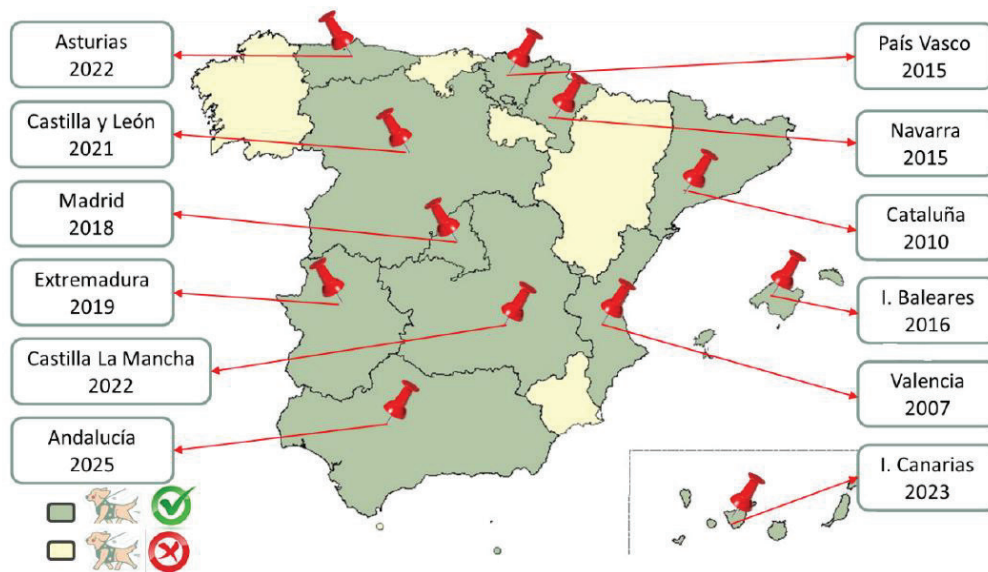 Asturias
2022
Castilla y León
2021
Madrid
2018
Extremadura
2019
Castilla La Mancha
2022
Andalucía
2025
País Vasco
2015
Navarra
2015
Cataluña
2010
I. Baleares
2016
Valencia
2007
I. Canarias
2023